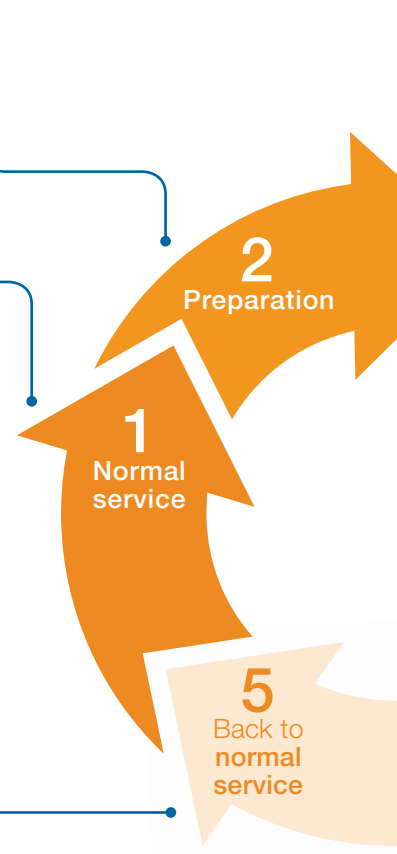 2
Preparation
1
Normal
service
5
Back to
normal
service